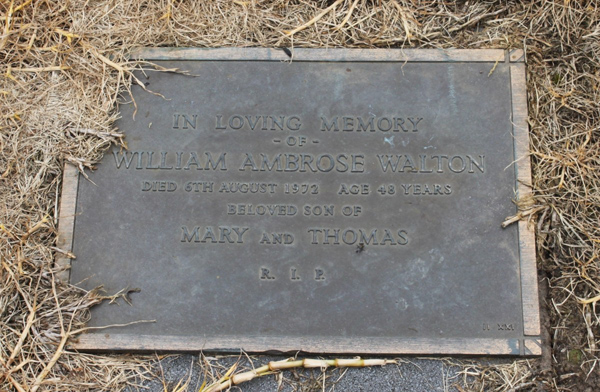 IN LOVING MEMORY
- OF -
WILLIAM AMBROSE WALTON
DIED 6TH AUGUST 1972 AGE 48 YEARS
BELOVED SON OF
MARY AND THOMAS
R. I. P.